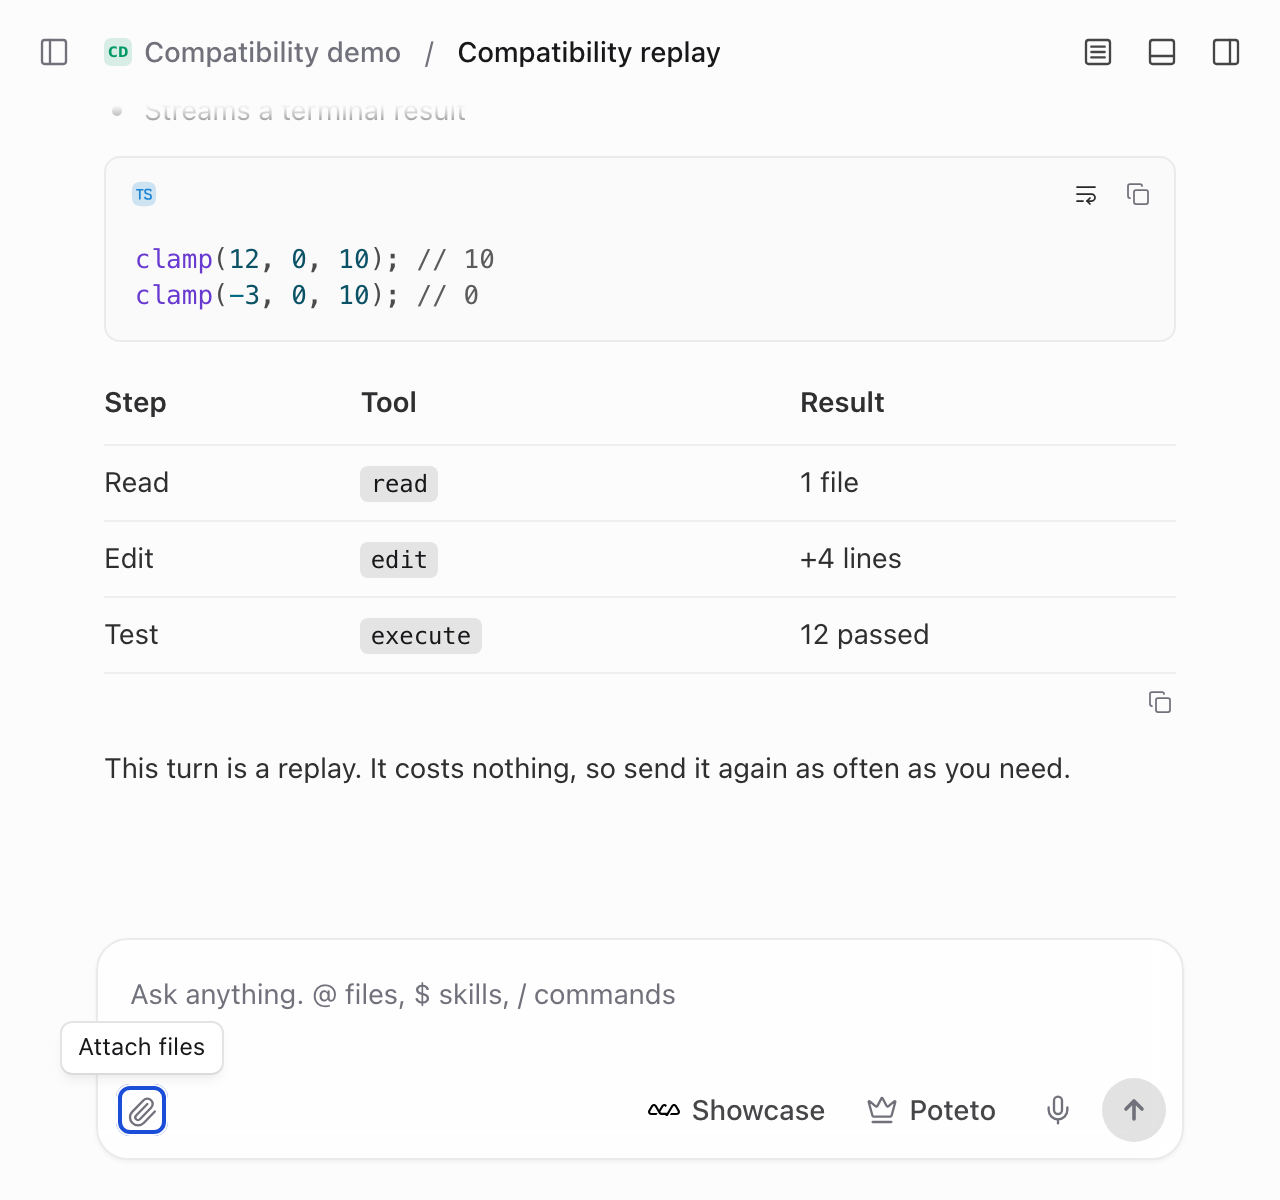 CD Compatibility demo / Compatibility replay
Streams a terminal result
TS
clamp(12, 0, 10); // 10
clamp(-3, 0, 10); // 0
Step Tool Result
Read read 1 file
Edit edit +4 lines
Test execute 12 passed
This turn is a replay. It costs nothing, so send it again as often as you need.
Ask anything. @ files, $ skills, / commands
Attach files
Showcase Poteto